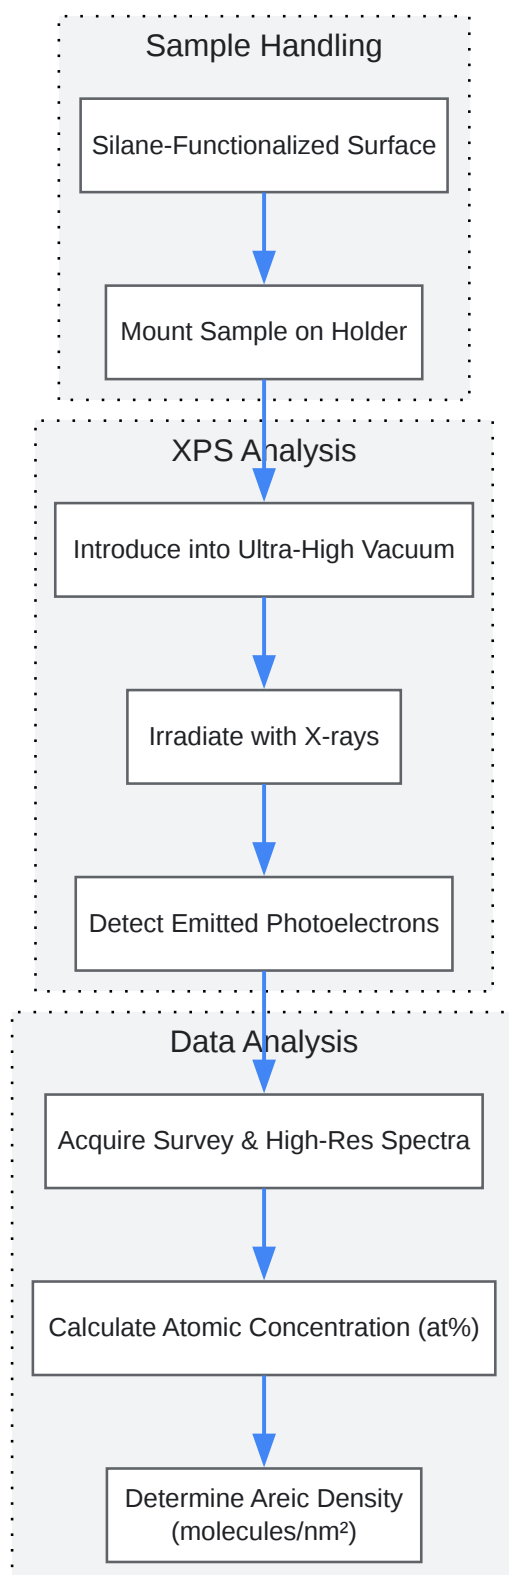 Sample Handling
Silane-Functionalized Surface
Mount Sample on Holder
XPS Analysis
Introduce into Ultra-High Vacuum
Irradiate with X-rays
Detect Emitted Photoelectrons
Data Analysis
Acquire Survey & High-Res Spectra
Calculate Atomic Concentration (at%)
Determine Areic Density
(molecules/nm²)